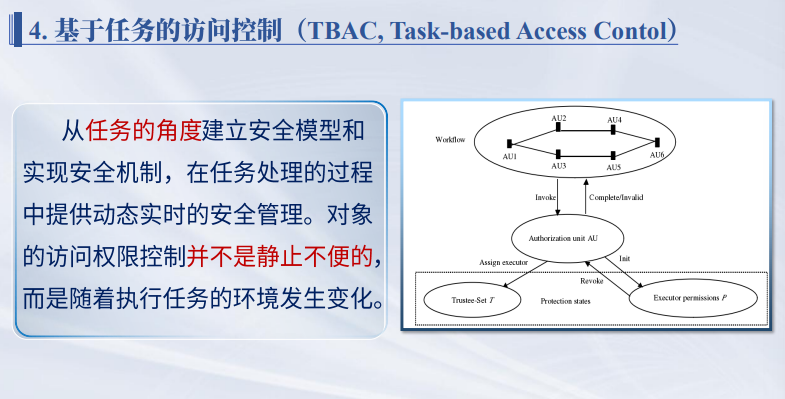 4. 基于任务的访问控制（TBAC, Task-based Access Contol）
从任务的角度建立安全模型和
实现安全机制，在任务处理的过程
中提供动态实时的安全管理。对象
的访问权限控制并不是静止不便的，
而是随着执行任务的环境发生变化。
Workflow
AU1
AU2
AU4
AU3
AU5
AU6
Invoke
Complete/Invalid
Authorization unit AU
Assign executor
Init
Revoke
Trustee-Set T
Protection states
Executor permissions P